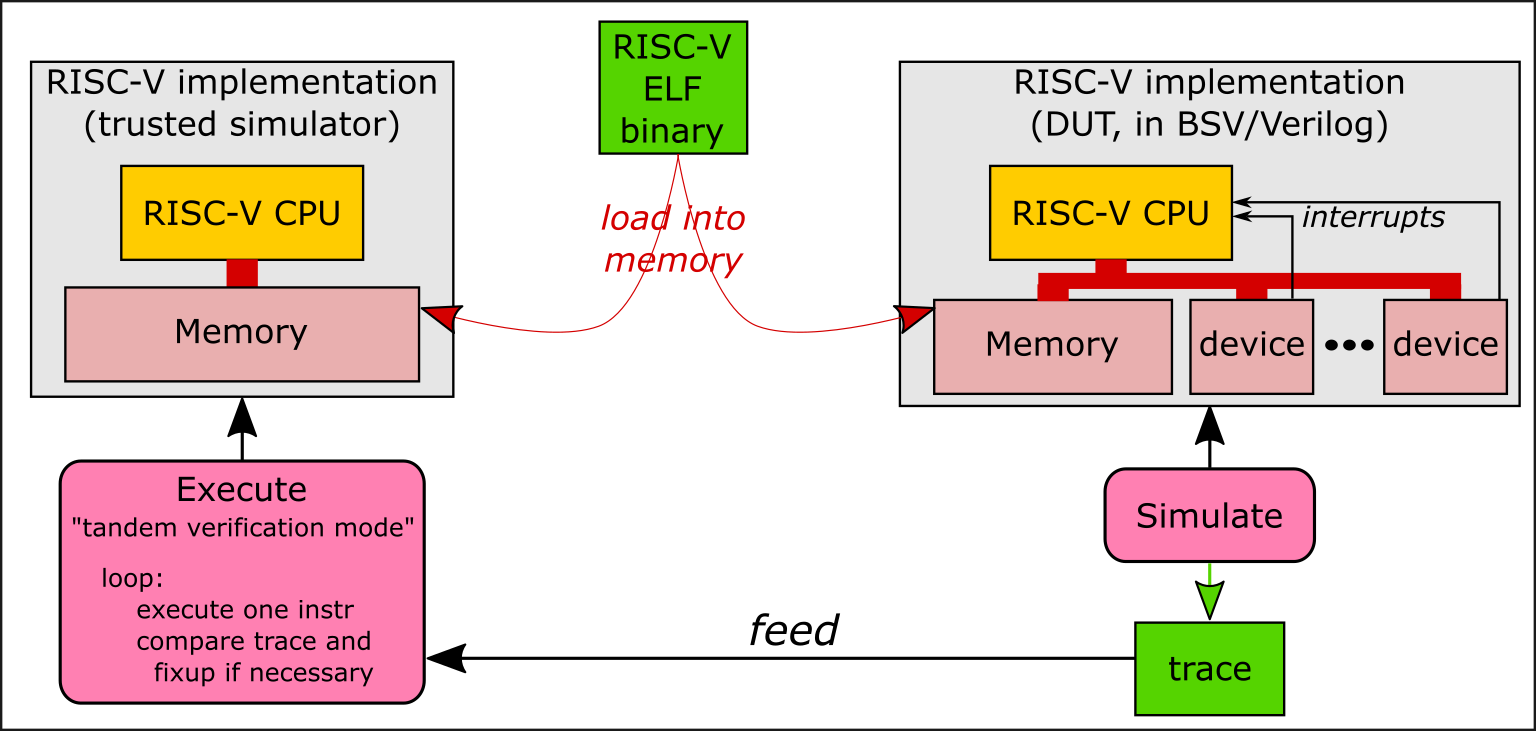 RISC-V implementation
(trusted simulator)
RISC-V CPU
Memory
RISC-V
ELF
binary
load into
memory
RISC-V implementation
(DUT, in BSV/Verilog)
RISC-V CPU
interrupts
Memory
device
device
Execute
"tandem verification mode"
loop:
execute one instr
compare trace and
fixup if necessary
feed
Simulate
trace